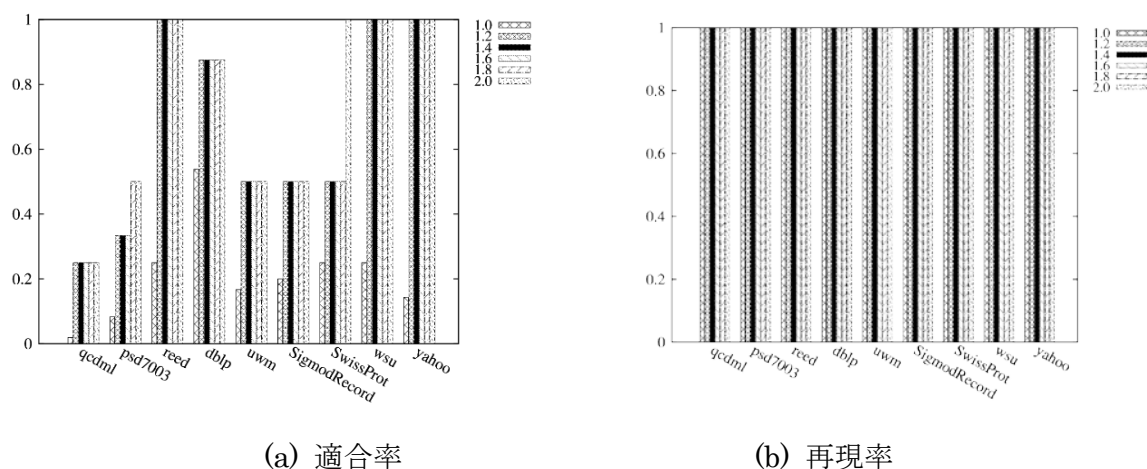 1
0.8
0.6
0.4
0.2
0
1.0
1.2
1.4
1.6
1.8
2.0
qcdml
psd7003
reed
dblp
uwm
SigmodRecord
SwissProt
wsu
yahoo
(a) 適合率
1
0.8
0.6
0.4
0.2
0
1.0
1.2
1.4
1.6
1.8
2.0
qcdml
psd7003
reed
dblp
uwm
SigmodRecord
SwissProt
wsu
yahoo
(b) 再現率